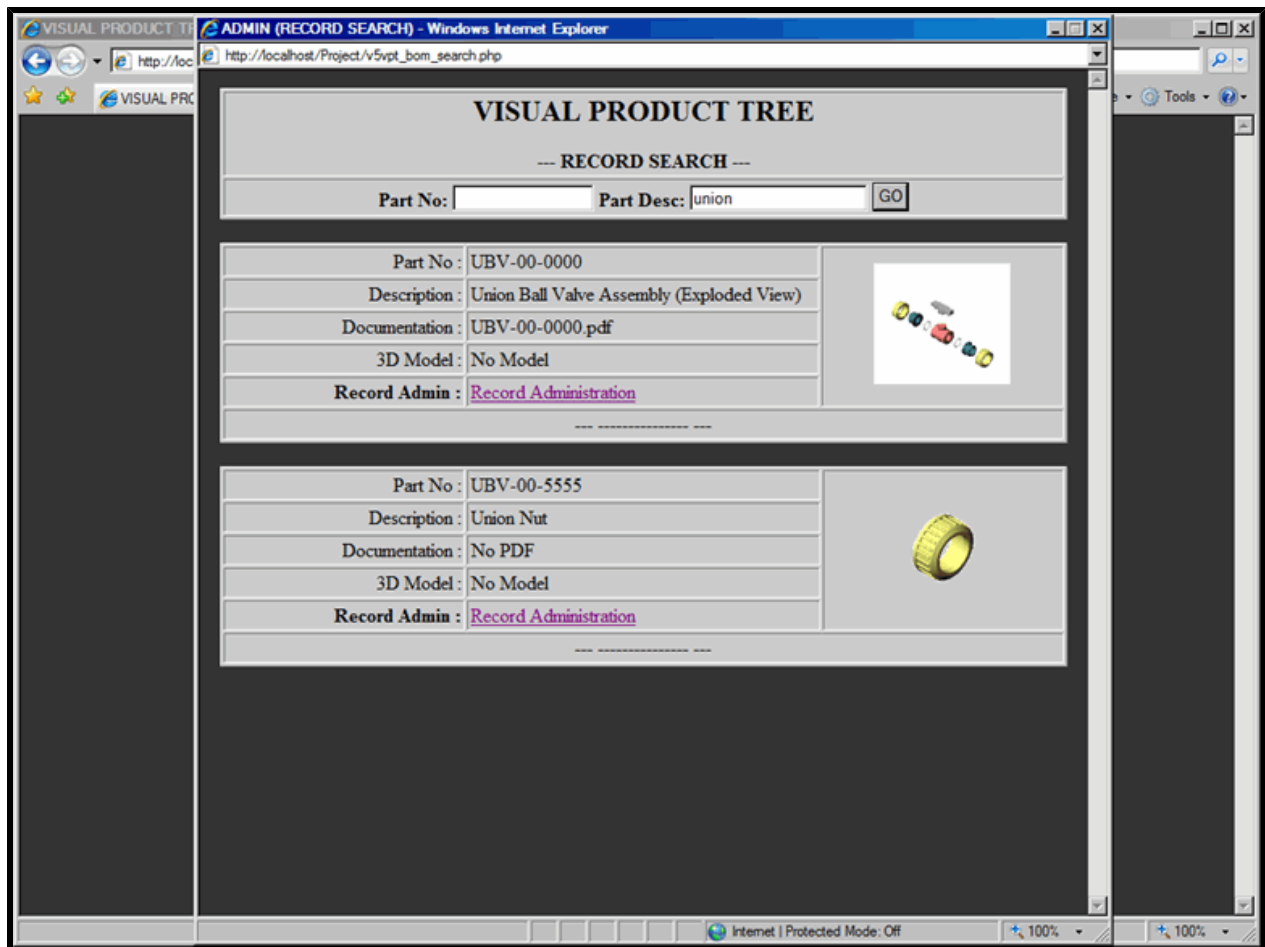 VISUAL PRODUCT TR
ADMIN (RECORD SEARCH) - Windows Internet Explorer
http://loc
http://localhost/Project/v5vpt_bom_search.php
VISUAL PRO
Tools
VISUAL PRODUCT TREE
--- RECORD SEARCH ---
Part No: Part Desc: union GO
Part No : UBV-00-0000
Description : Union Ball Valve Assembly (Exploded View)
Documentation : UBV-00-0000.pdf
3D Model : No Model
Record Admin : Record Administration
--- --------------- ---
Part No : UBV-00-5555
Description : Union Nut
Documentation : No PDF
3D Model : No Model
Record Admin : Record Administration
--- --------------- ---
Internet | Protected Mode: Off 100% 100%